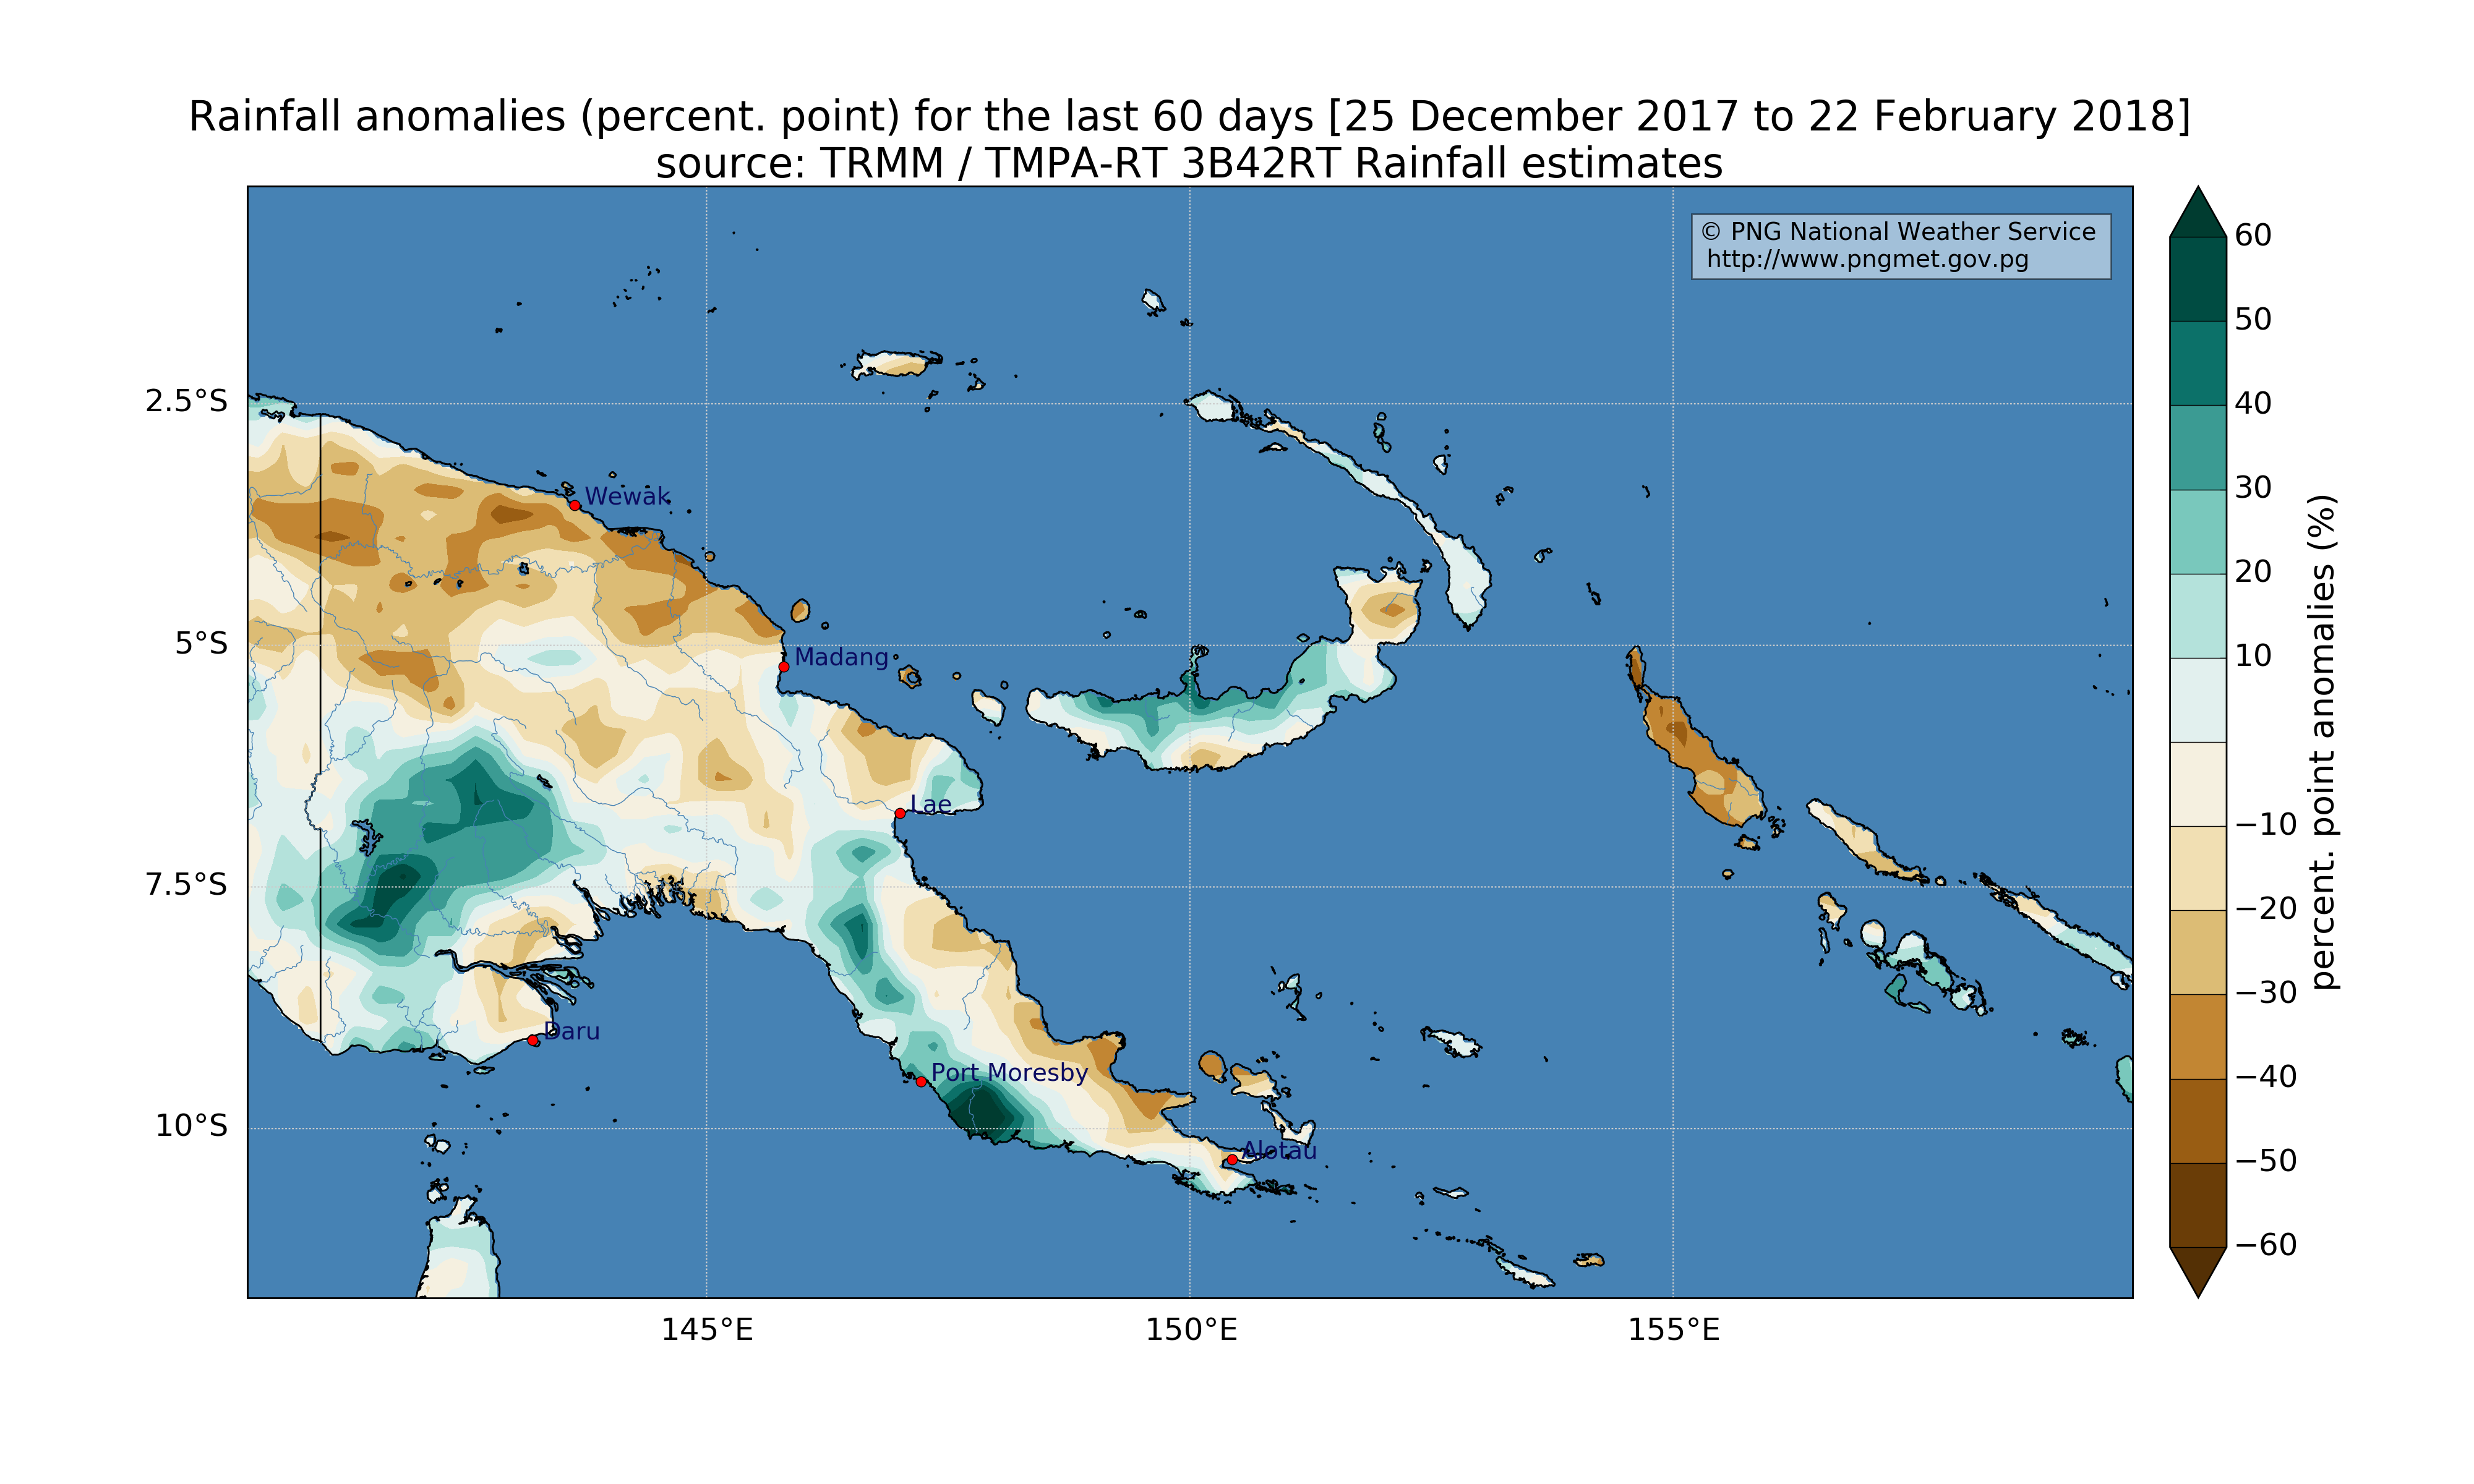 Rainfall anomalies (percent. point) for the last 60 days [25 December 2017 to 22 February 2018]
source: TRMM / TMPA-RT 3B42RT Rainfall estimates
© PNG National Weather Service
http://www.pngmet.gov.pg
2.5°S
5°S
7.5°S
10°S
Wewak
Madang
Lae
Daru
Port Moresby
Alotau
145°E
150°E
155°E
60
50
40
30
20
10
−10
−20
−30
−40
−50
−60
percent. point anomalies (%)